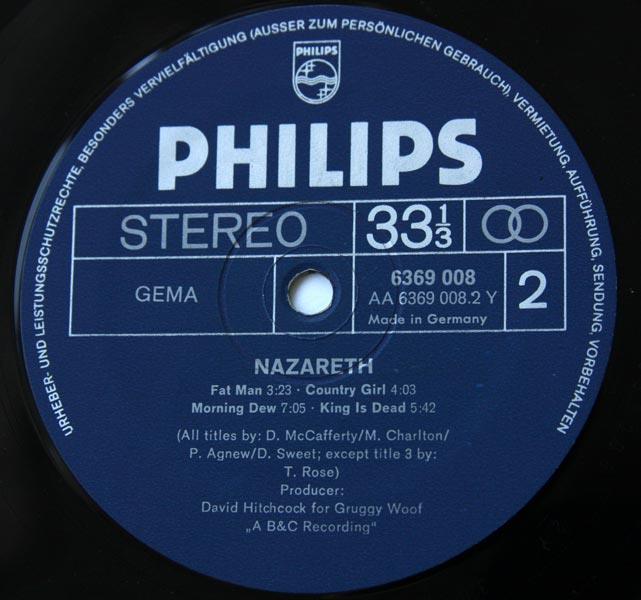 URHEBER- UND LEISTUNGSSCHUTZRECHTE, BESONDERS VERVIELFÄLTIGUNG (AUSSER ZUM PERSÖNLICHEN GEBRAUCH), VERMIETUNG, AUFFÜHRUNG, SENDUNG, VORBEHALTEN
PHILIPS
PHILIPS
STEREO 33⅓
GEMA
6369 008
AA 6369 008.2 Y
Made in Germany
2
NAZARETH
Fat Man 3:23 · Country Girl 4:03
Morning Dew 7:05 · King Is Dead 5:42
(All titles by: D. McCafferty/M. Charlton/
P. Agnew/D. Sweet; except title 3 by:
T. Rose)
Producer:
David Hitchcock for Gruggy Woof
„A B&C Recording“